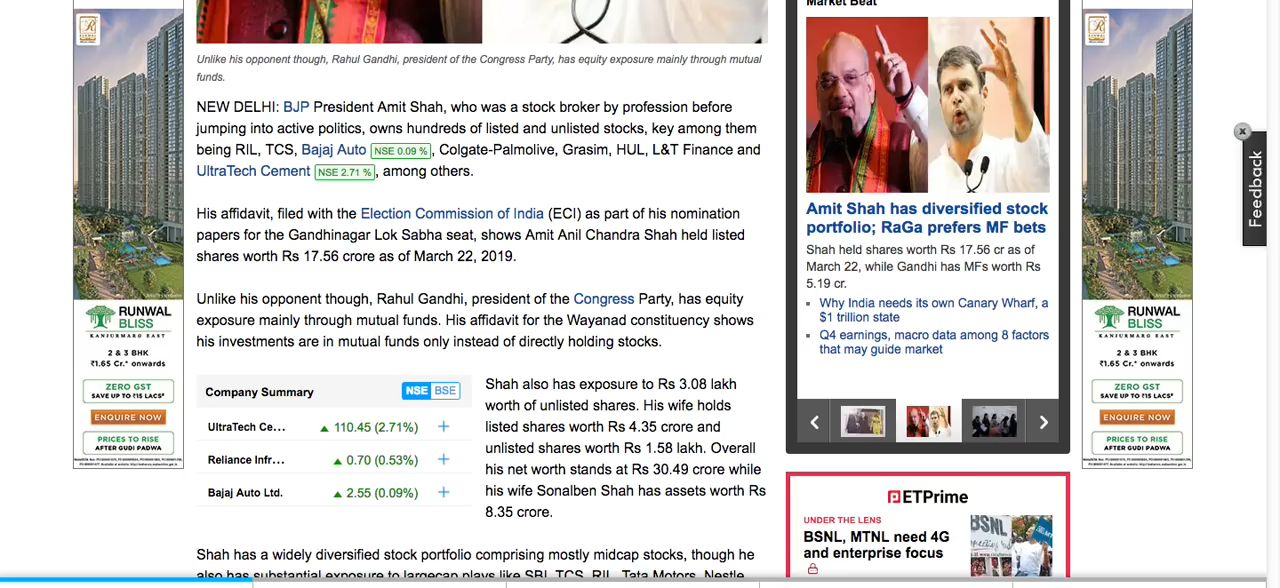 Market Beat
Unlike his opponent though, Rahul Gandhi, president of the Congress Party, has equity exposure mainly through mutual
funds.
NEW DELHI: BJP President Amit Shah, who was a stock broker by profession before
jumping into active politics, owns hundreds of listed and unlisted stocks, key among them
being RIL, TCS, Bajaj Auto NSE 0.09 %, Colgate-Palmolive, Grasim, HUL, L&T Finance and
UltraTech Cement NSE 2.71 %, among others.
His affidavit, filed with the Election Commission of India (ECI) as part of his nomination
papers for the Gandhinagar Lok Sabha seat, shows Amit Anil Chandra Shah held listed
shares worth Rs 17.56 crore as of March 22, 2019.
Unlike his opponent though, Rahul Gandhi, president of the Congress Party, has equity
exposure mainly through mutual funds. His affidavit for the Wayanad constituency shows
his investments are in mutual funds only instead of directly holding stocks.
Company Summary NSE BSE
UltraTech Ce... ▲ 110.45 (2.71%) +
Reliance Infr... ▲ 0.70 (0.53%) +
Bajaj Auto Ltd. ▲ 2.55 (0.09%) +
Shah also has exposure to Rs 3.08 lakh
worth of unlisted shares. His wife holds
listed shares worth Rs 4.35 crore and
unlisted shares worth Rs 1.58 lakh. Overall
his net worth stands at Rs 30.49 crore while
his wife Sonalben Shah has assets worth Rs
8.35 crore.
Shah has a widely diversified stock portfolio comprising mostly midcap stocks, though he
also has substantial exposure to largecap plays like SBI, TCS, RIL, Tata Motors, Nestle
RUNWAL
BLISS
KANJURMARG EAST
2 & 3 BHK
₹1.65 Cr.* onwards
ZERO GST
SAVE UP TO ₹15 LACS*
ENQUIRE NOW
PRICES TO RISE
AFTER GUDI PADWA
Amit Shah has diversified stock
portfolio; RaGa prefers MF bets
Shah held shares worth Rs 17.56 cr as of
March 22, while Gandhi has MFs worth Rs
5.19 cr.
Why India needs its own Canary Wharf, a
$1 trillion state
Q4 earnings, macro data among 8 factors
that may guide market
ETPrime
UNDER THE LENS
BSNL, MTNL need 4G
and enterprise focus
BSNL
RUNWAL
BLISS
KANJURMARG EAST
2 & 3 BHK
₹1.65 Cr.* onwards
ZERO GST
SAVE UP TO ₹15 LACS*
ENQUIRE NOW
PRICES TO RISE
AFTER GUDI PADWA
x
Feedback